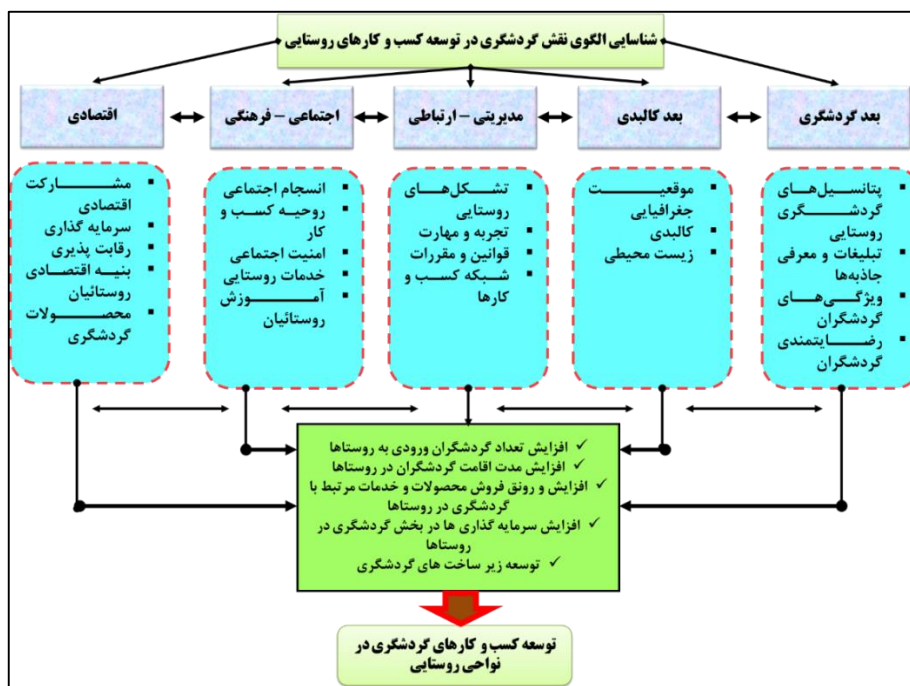 شناسایی الگوی نقش گردشگری در توسعه کسب و کارهای روستایی
بعد گردشگری
بعد کالبدی
مدیریتی – ارتباطی
اجتماعی – فرهنگی
اقتصادی
▪ پتانسیل‌های
گردشگری
روستایی
▪ تبلیغات و معرفی
جاذبه‌ها
▪ ویژگی‌های
گردشگران
▪ رضایتمندی
گردشگران
▪ موقعیت
جغرافیایی
▪ کالبدی
▪ زیست محیطی
▪ تشکل‌های
روستایی
▪ تجربه و مهارت
▪ قوانین و مقررات
▪ شبکه کسب و
کارها
▪ انسجام اجتماعی
▪ روحیه کسب و
کار
▪ امنیت اجتماعی
▪ خدمات روستایی
▪ آموزش
روستائیان
▪ مشارکت
اقتصادی
▪ سرمایه گذاری
▪ رقابت پذیری
▪ بنیه اقتصادی
روستائیان
▪ محصولات
گردشگری
✓ افزایش تعداد گردشگران ورودی به روستاها
✓ افزایش مدت اقامت گردشگران در روستاها
✓ افزایش و رونق فروش محصولات و خدمات مرتبط با
گردشگری در روستاها
✓ افزایش سرمایه گذاری ها در بخش گردشگری در
روستاها
✓ توسعه زیر ساخت های گردشگری
توسعه کسب و کارهای گردشگری در
نواحی روستایی